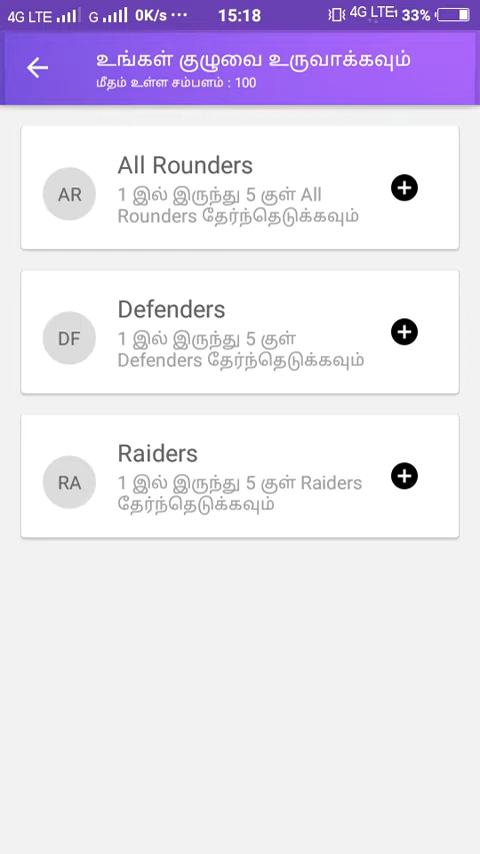 4G LTE G 0K/s ... 15:18 4G LTE 33%
உங்கள் குழுவை உருவாக்கவும்
மீதம் உள்ள சம்பளம் : 100
All Rounders
AR
1 இல் இருந்து 5 குள் All
Rounders தேர்ந்தெடுக்கவும்
Defenders
DF
1 இல் இருந்து 5 குள்
Defenders தேர்ந்தெடுக்கவும்
Raiders
RA
1 இல் இருந்து 5 குள் Raiders
தேர்ந்தெடுக்கவும்